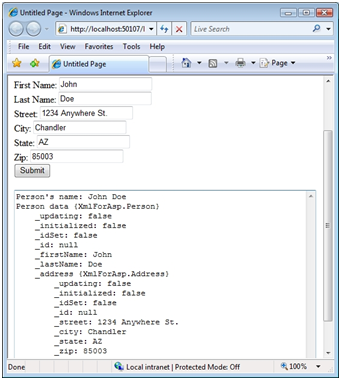 Untitled Page - Windows Internet Explorer
http://localhost:50107/I
Live Search
File Edit View Favorites Tools Help
Untitled Page
Page
First Name: John
Last Name: Doe
Street: 1234 Anywhere St.
City: Chandler
State: AZ
Zip: 85003
Submit
Person's name: John Doe
Person data {XmlForAsp.Person}
    _updating: false
    _initialized: false
    _idSet: false
    _id: null
    _firstName: John
    _lastName: Doe
    _address {XmlForAsp.Address}
        _updating: false
        _initialized: false
        _idSet: false
        _id: null
        _street: 1234 Anywhere St.
        _city: Chandler
        _state: AZ
        _zip: 85003
Done Local intranet | Protected Mode: Off 100%